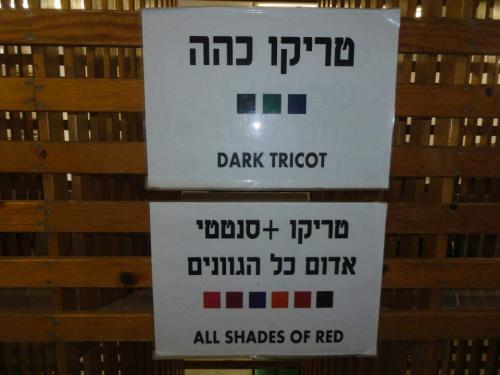 טריקו כהה
DARK TRICOT
טריקו +סנטטי
אדום כל הגוונים
ALL SHADES OF RED